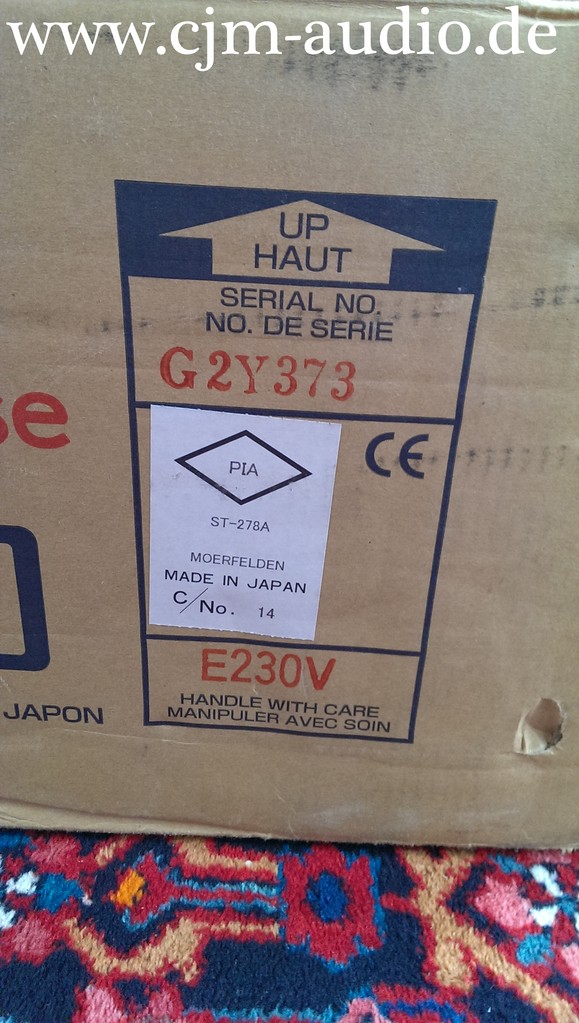 www.cjm-audio.de
UP
HAUT
SERIAL NO.
NO. DE SERIE
G2Y373
se
CE
PIA
ST-278A
MOERFELDEN
MADE IN JAPAN
C/No. 14
E230V
HANDLE WITH CARE
MANIPULER AVEC SOIN
JAPON